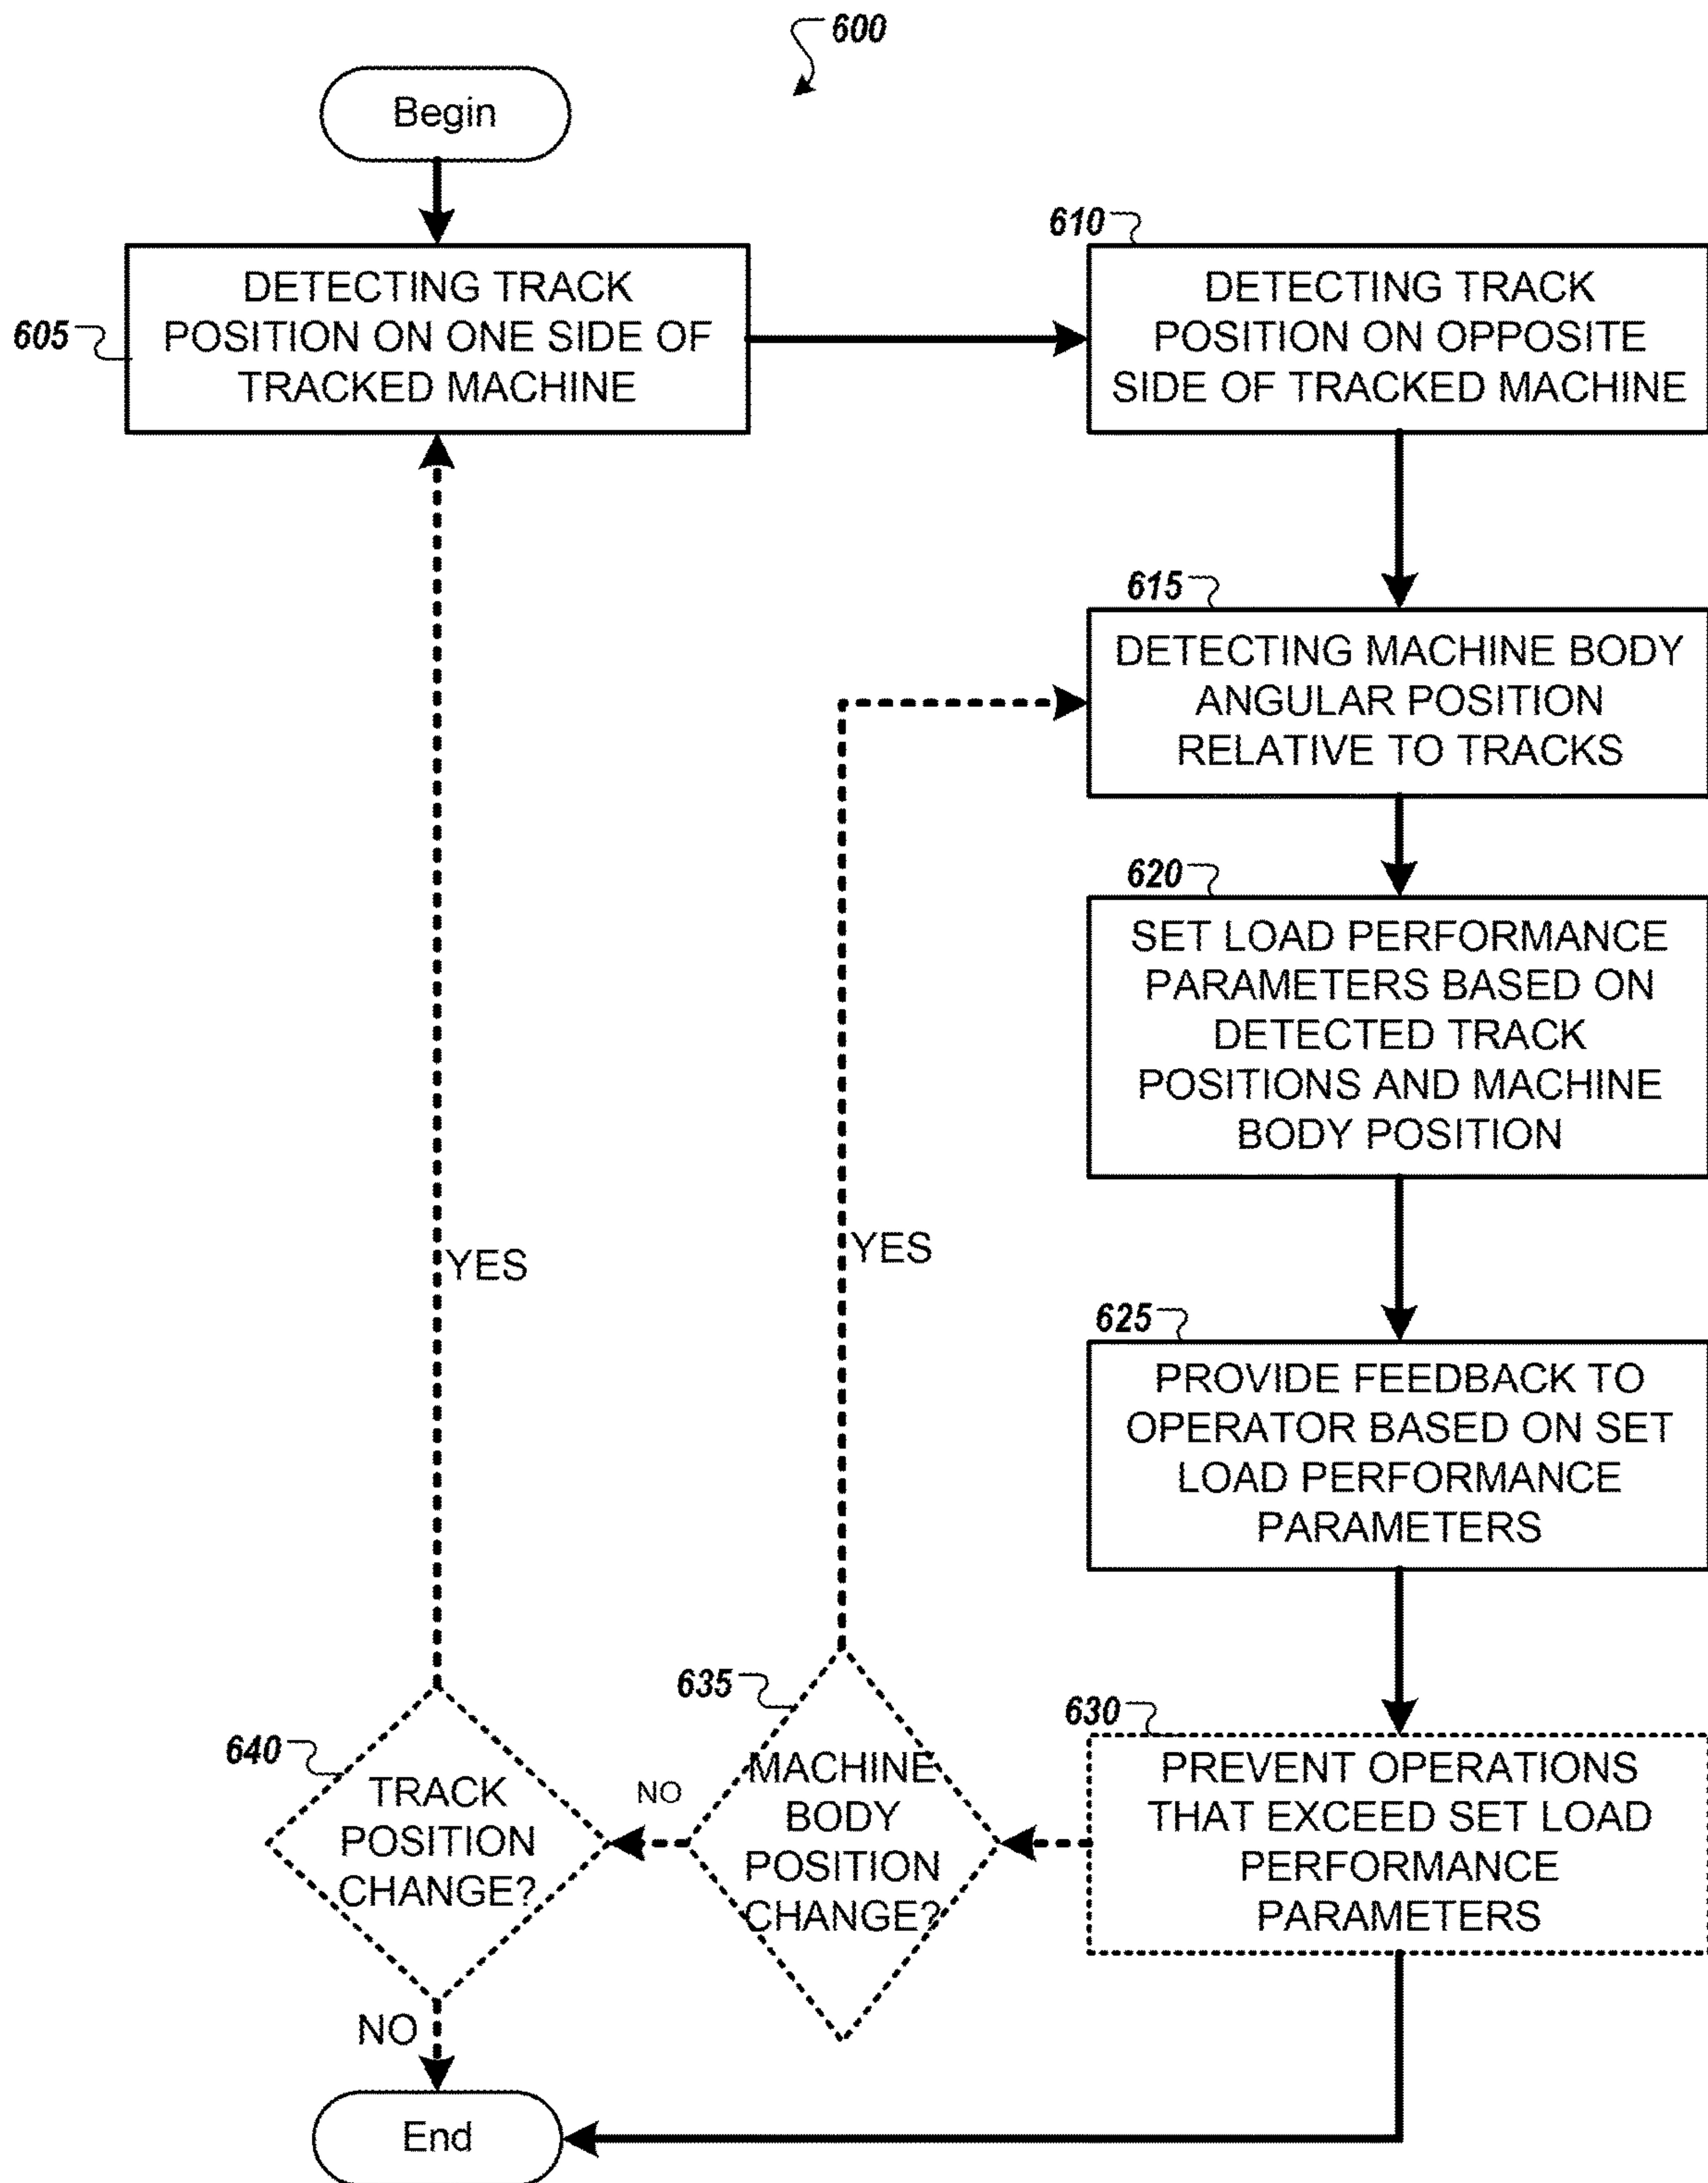 600
Begin
605
DETECTING TRACK
POSITION ON ONE SIDE OF
TRACKED MACHINE
610
DETECTING TRACK
POSITION ON OPPOSITE
SIDE OF TRACKED MACHINE
615
DETECTING MACHINE BODY
ANGULAR POSITION
RELATIVE TO TRACKS
620
SET LOAD PERFORMANCE
PARAMETERS BASED ON
DETECTED TRACK
POSITIONS AND MACHINE
BODY POSITION
625
PROVIDE FEEDBACK TO
OPERATOR BASED ON SET
LOAD PERFORMANCE
PARAMETERS
630
PREVENT OPERATIONS
THAT EXCEED SET LOAD
PERFORMANCE
PARAMETERS
635
MACHINE
BODY
POSITION
CHANGE?
YES
NO
640
TRACK
POSITION
CHANGE?
YES
NO
End